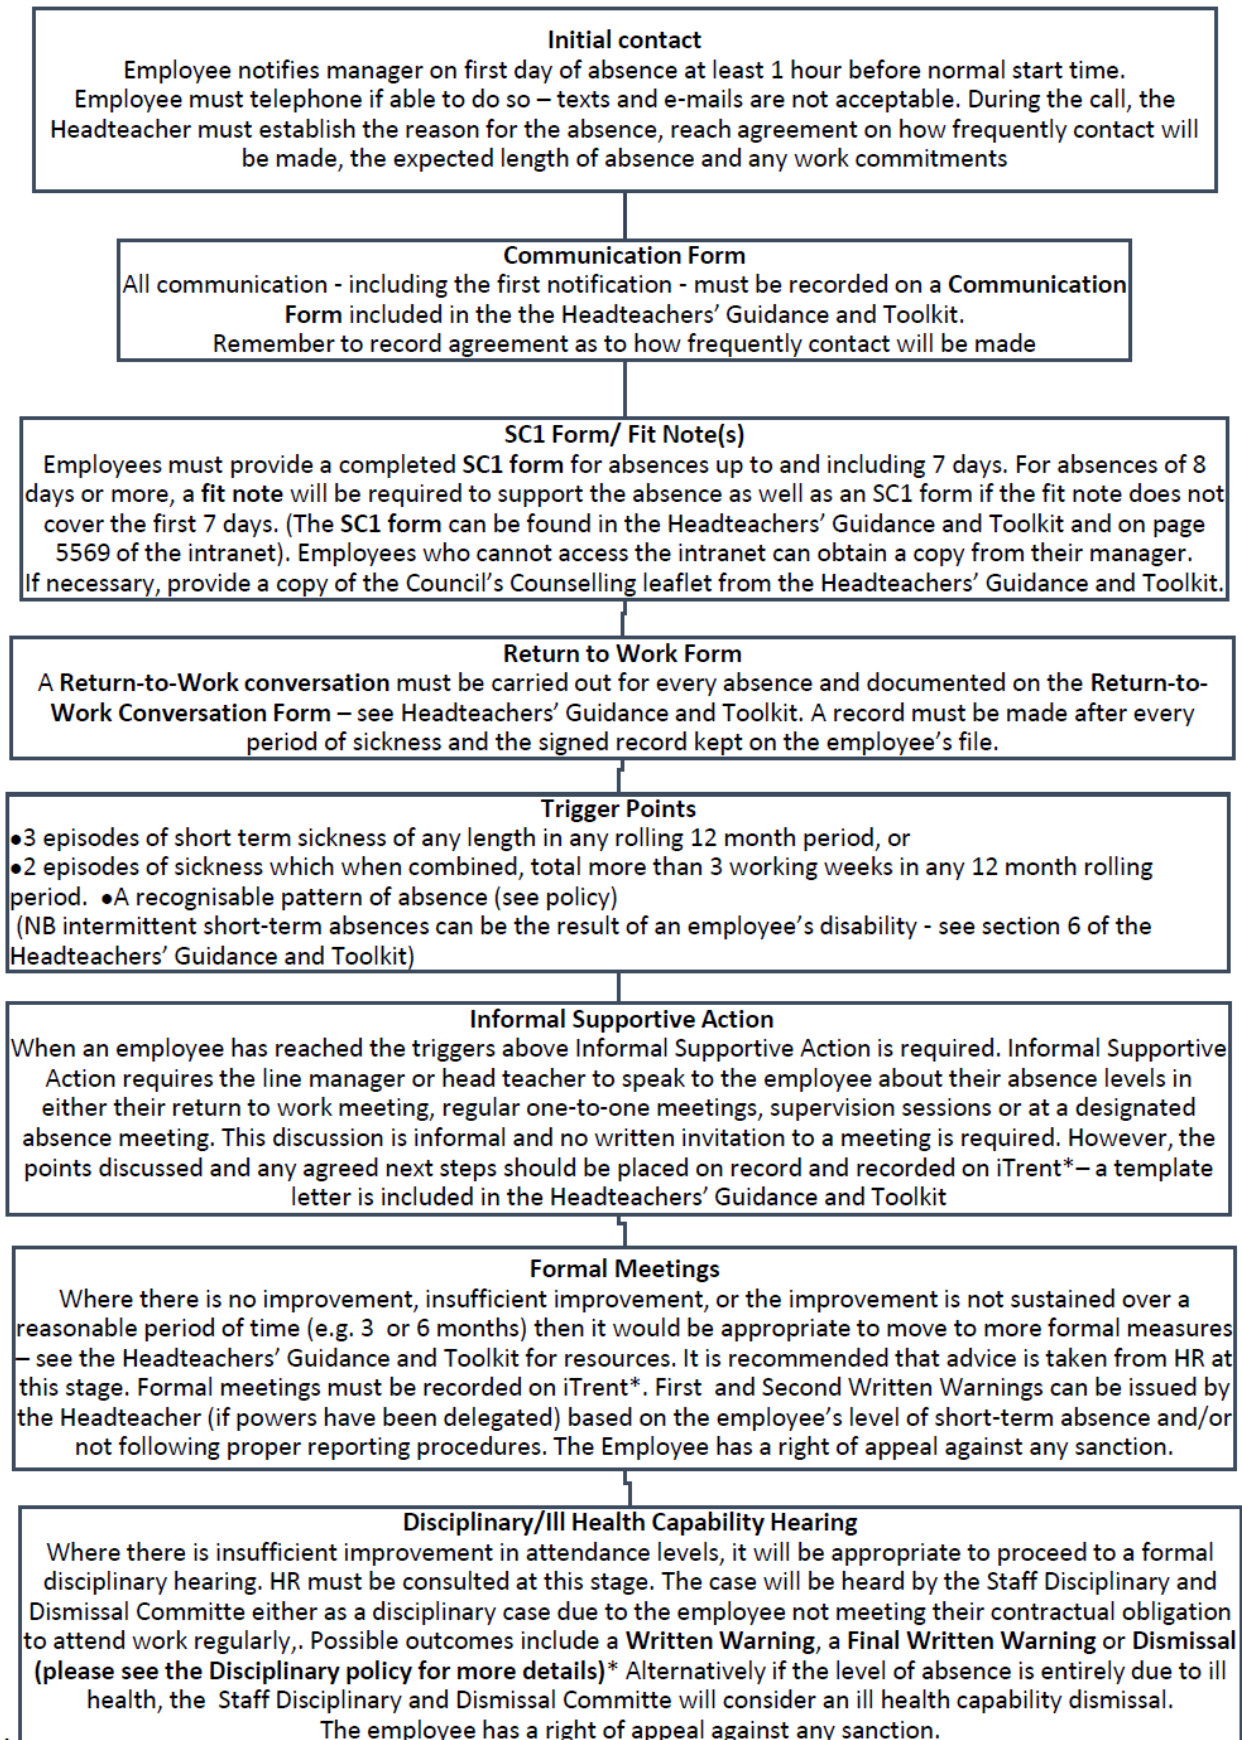 Initial contact
Employee notifies manager on first day of absence at least 1 hour before normal start time.
Employee must telephone if able to do so – texts and e-mails are not acceptable. During the call, the
Headteacher must establish the reason for the absence, reach agreement on how frequently contact will
be made, the expected length of absence and any work commitments
Communication Form
All communication - including the first notification - must be recorded on a Communication
Form included in the the Headteachers’ Guidance and Toolkit.
Remember to record agreement as to how frequently contact will be made
SC1 Form/ Fit Note(s)
Employees must provide a completed SC1 form for absences up to and including 7 days. For absences of 8
days or more, a fit note will be required to support the absence as well as an SC1 form if the fit note does not
cover the first 7 days. (The SC1 form can be found in the Headteachers’ Guidance and Toolkit and on page
5569 of the intranet). Employees who cannot access the intranet can obtain a copy from their manager.
If necessary, provide a copy of the Council’s Counselling leaflet from the Headteachers’ Guidance and Toolkit.
Return to Work Form
A Return-to-Work conversation must be carried out for every absence and documented on the Return-to-
Work Conversation Form – see Headteachers’ Guidance and Toolkit. A record must be made after every
period of sickness and the signed record kept on the employee’s file.
Trigger Points
●3 episodes of short term sickness of any length in any rolling 12 month period, or
●2 episodes of sickness which when combined, total more than 3 working weeks in any 12 month rolling
period. ●A recognisable pattern of absence (see policy)
(NB intermittent short-term absences can be the result of an employee’s disability - see section 6 of the
Headteachers’ Guidance and Toolkit)
Informal Supportive Action
When an employee has reached the triggers above Informal Supportive Action is required. Informal Supportive
Action requires the line manager or head teacher to speak to the employee about their absence levels in
either their return to work meeting, regular one-to-one meetings, supervision sessions or at a designated
absence meeting. This discussion is informal and no written invitation to a meeting is required. However, the
points discussed and any agreed next steps should be placed on record and recorded on iTrent*– a template
letter is included in the Headteachers’ Guidance and Toolkit
Formal Meetings
Where there is no improvement, insufficient improvement, or the improvement is not sustained over a
reasonable period of time (e.g. 3 or 6 months) then it would be appropriate to move to more formal measures
– see the Headteachers’ Guidance and Toolkit for resources. It is recommended that advice is taken from HR at
this stage. Formal meetings must be recorded on iTrent*. First and Second Written Warnings can be issued by
the Headteacher (if powers have been delegated) based on the employee’s level of short-term absence and/or
not following proper reporting procedures. The Employee has a right of appeal against any sanction.
Disciplinary/Ill Health Capability Hearing
Where there is insufficient improvement in attendance levels, it will be appropriate to proceed to a formal
disciplinary hearing. HR must be consulted at this stage. The case will be heard by the Staff Disciplinary and
Dismissal Committe either as a disciplinary case due to the employee not meeting their contractual obligation
to attend work regularly,. Possible outcomes include a Written Warning, a Final Written Warning or Dismissal
(please see the Disciplinary policy for more details)* Alternatively if the level of absence is entirely due to ill
health, the Staff Disciplinary and Dismissal Committe will consider an ill health capability dismissal.
The employee has a right of appeal against any sanction.